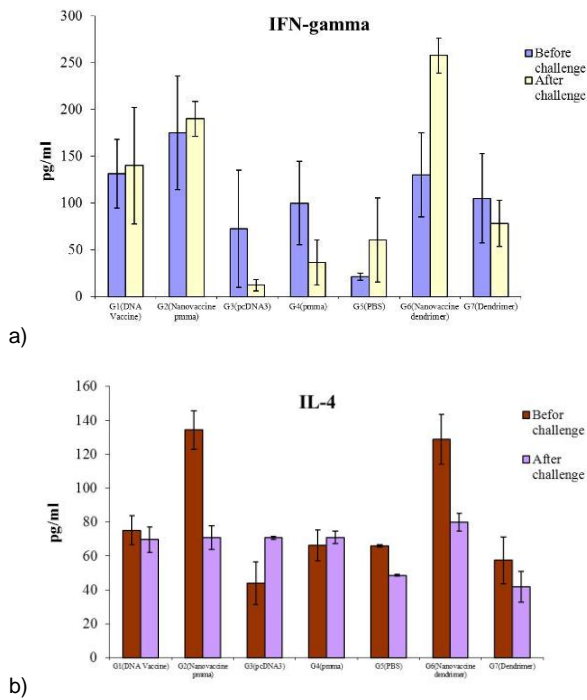 IFN-gamma
300
250
200
150
100
50
0
pg/ml
Before
challenge
After
challenge
G1(DNA
Vaccine)
G2(Nanovaccine
pmma)
G3(pcDNA3)
G4(pmma)
G5(PBS)
G6(Nanovaccine
dendrimer)
G7(Dendrimer)
a)
IL-4
160
140
120
100
80
60
40
20
0
pg/ml
Befor
challenge
After
challenge
G1(DNA Vaccine)
G2(Nanovaccine
pmma)
G3(pcDNA3)
G4(pmma)
G5(PBS)
G6(Nanovaccine
dendrimer)
G7(Dendrimer)
b)